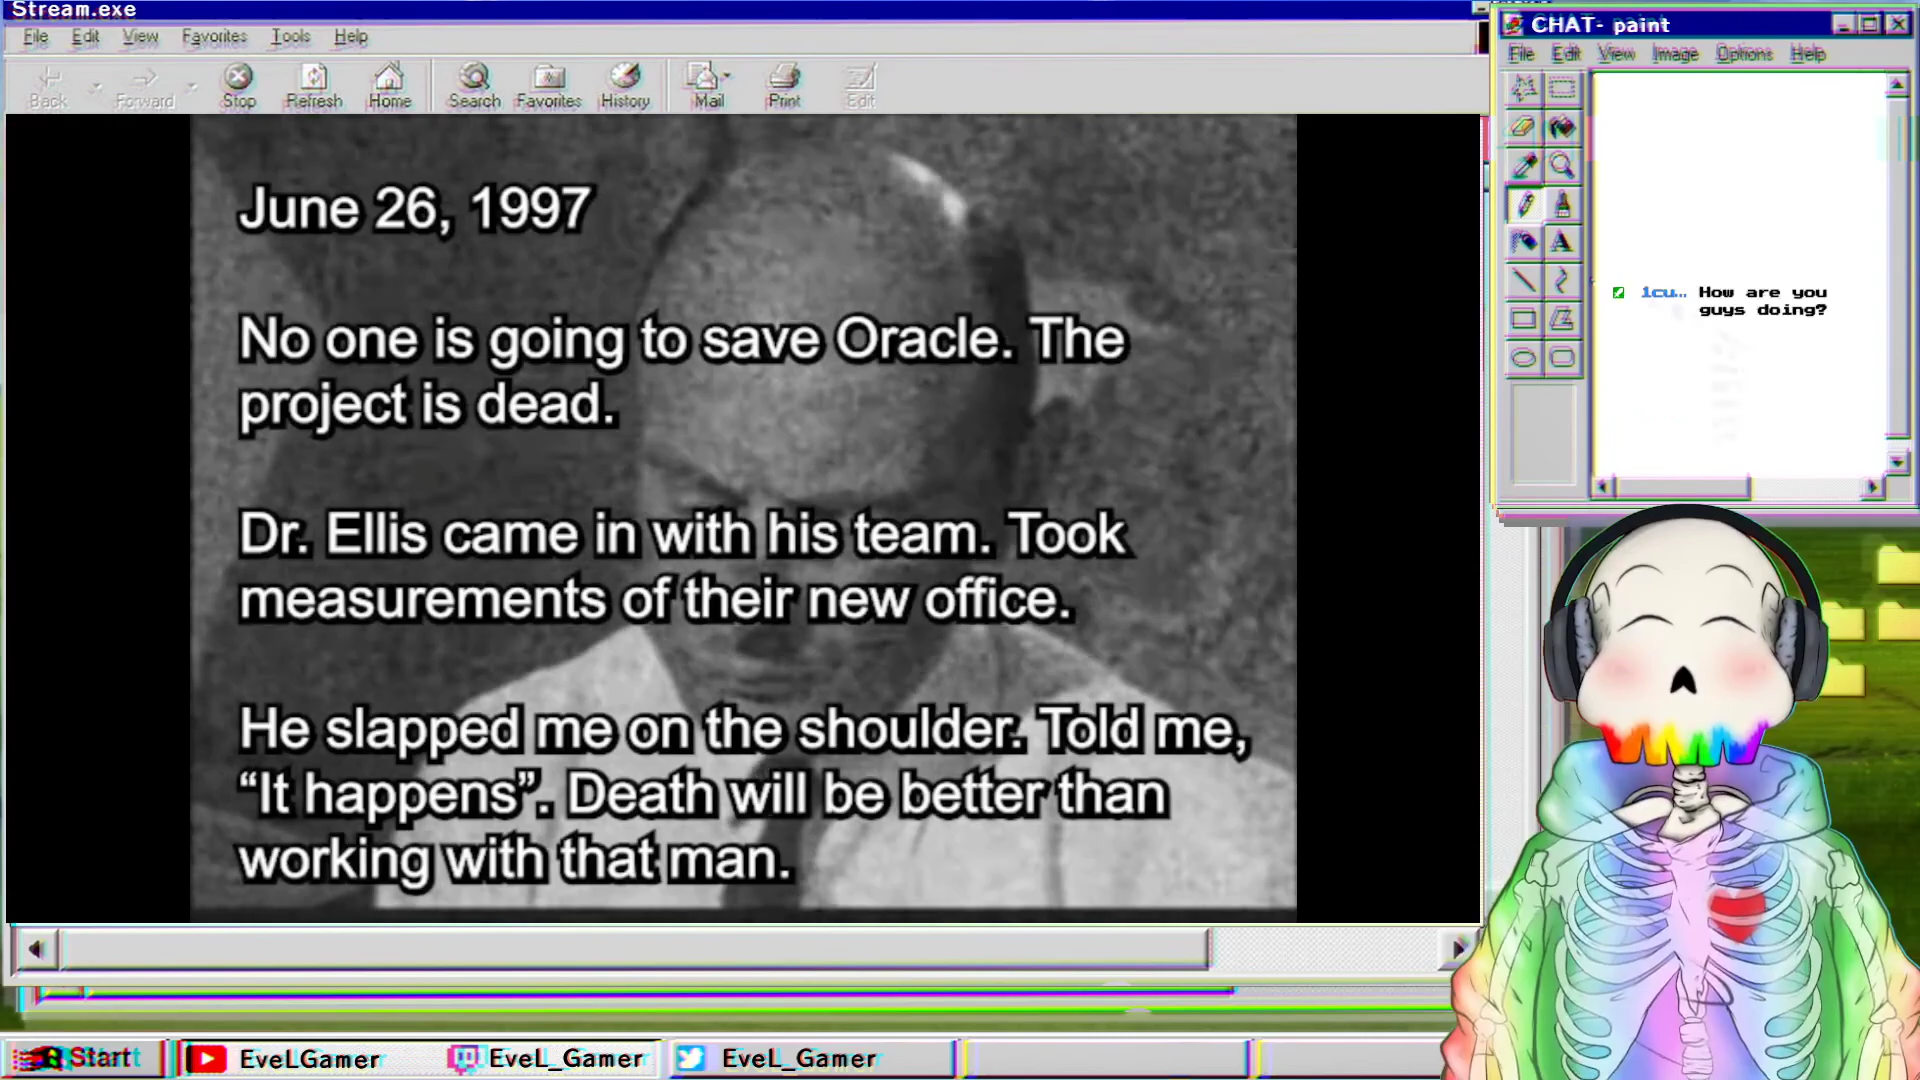 Stream.exe
File Edit View Favorites Tools Help
Back Forward Stop Refresh Home Search Favorites History Mail Print Edit
June 26, 1997
No one is going to save Oracle. The
project is dead.
Dr. Ellis came in with his team. Took
measurements of their new office.
He slapped me on the shoulder. Told me,
“It happens”. Death will be better than
working with that man.
CHAT- paint
File Edit View Image Options Help
1cu... How are you
guys doing?
Start EveLGamer EveL_Gamer EveL_Gamer